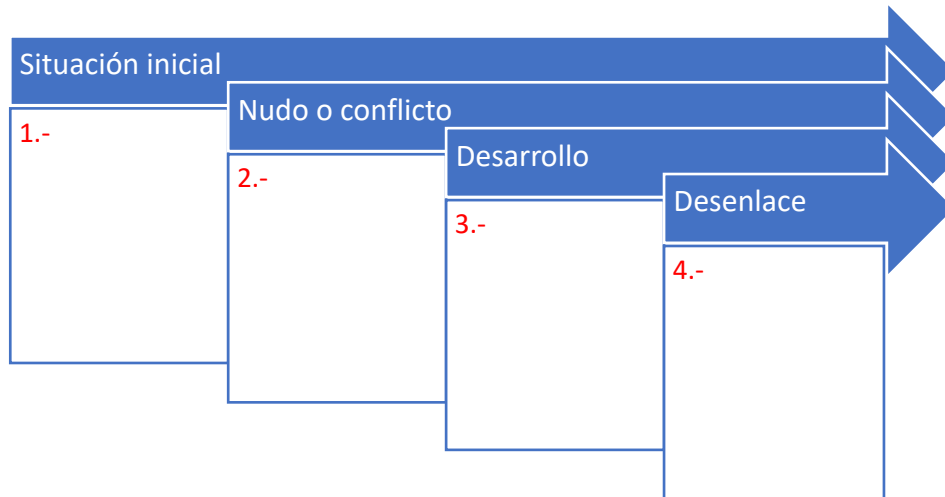 Situación inicial
1.-
Nudo o conflicto
2.-
Desarrollo
3.-
Desenlace
4.-